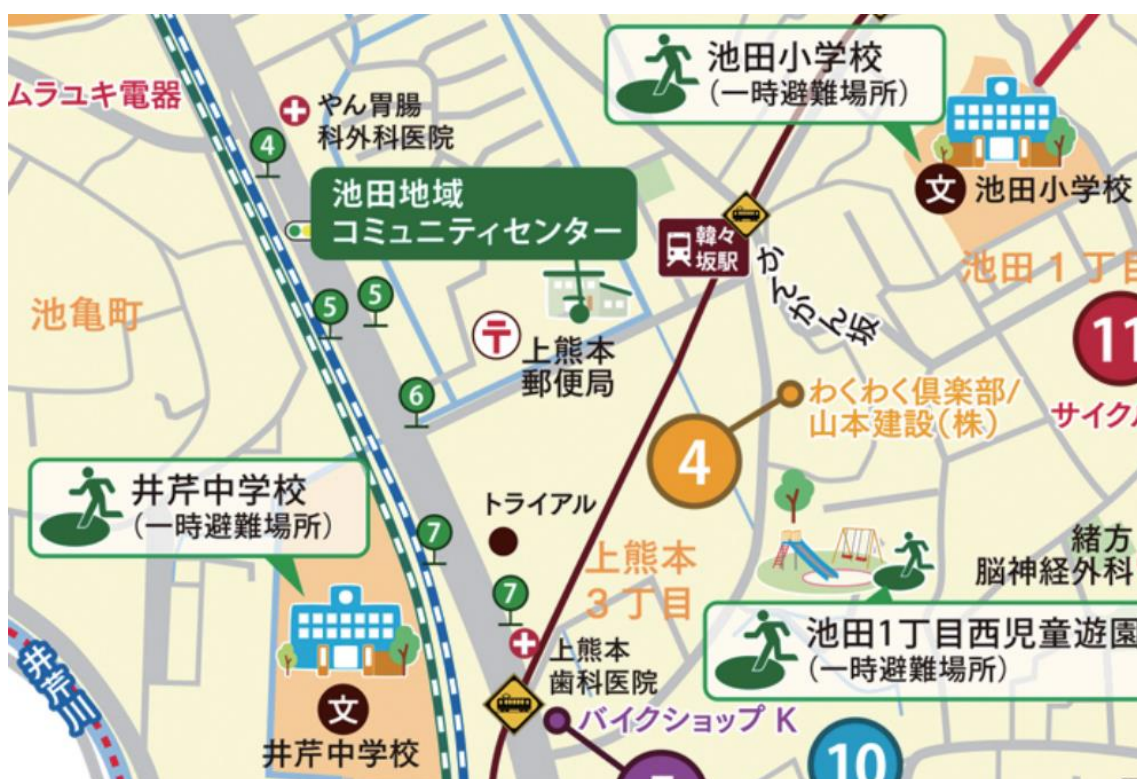 ムラユキ電器
やん胃腸
科外科医院
4
池田小学校
(一時避難場所)
文 池田小学校
池田地域
コミュニティセンター
韓々
坂駅
かんかん坂
池田1丁目
池亀町
5
5
〒
上熊本
郵便局
6
11
わくわく倶楽部/
山本建設(株)
サイクル
4
井芹中学校
(一時避難場所)
トライアル
7
上熊本
3丁目
緒方
脳神経外科
7
池田1丁目西児童遊園
(一時避難場所)
上熊本
歯科医院
井芹川
文
井芹中学校
バイクショップ K
10